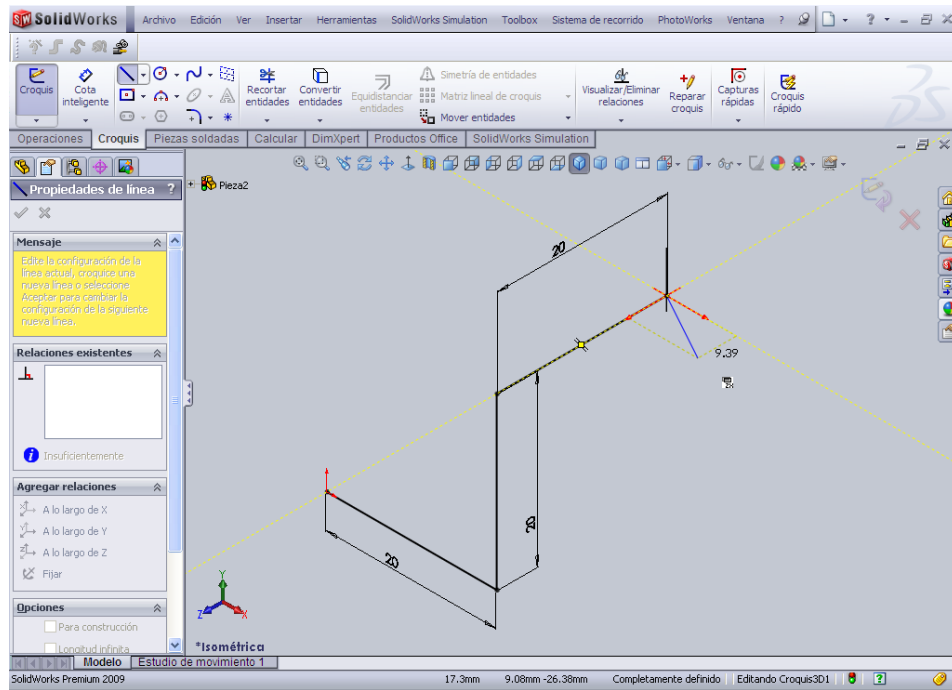 SolidWorks Archivo Edición Ver Insertar Herramientas SolidWorks Simulation Toolbox Sistema de recorrido PhotoWorks Ventana ?
Croquis
Cota inteligente
Recortar entidades
Convertir entidades
Equidistanciar entidades
Simetría de entidades
Matriz lineal de croquis
Mover entidades
Visualizar/Eliminar relaciones
Reparar croquis
Capturas rápidas
Croquis rápido
Operaciones Croquis Piezas soldadas Calcular DimXpert Productos Office SolidWorks Simulation
Propiedades de línea ?
Pieza2
Mensaje
Edite la configuración de la
línea actual, croquice una
nueva línea o seleccione
Aceptar para cambiar la
configuración de la siguiente
nueva línea.
Relaciones existentes
Insuficientemente
Agregar relaciones
A lo largo de X
A lo largo de Y
A lo largo de Z
Fijar
Opciones
Para construcción
Longitud infinita
20
9.39
20
20
Y
Z
X
*Isométrica
Modelo Estudio de movimiento 1
SolidWorks Premium 2009 17.3mm 9.08mm -26.38mm Completamente definido Editando Croquis3D1